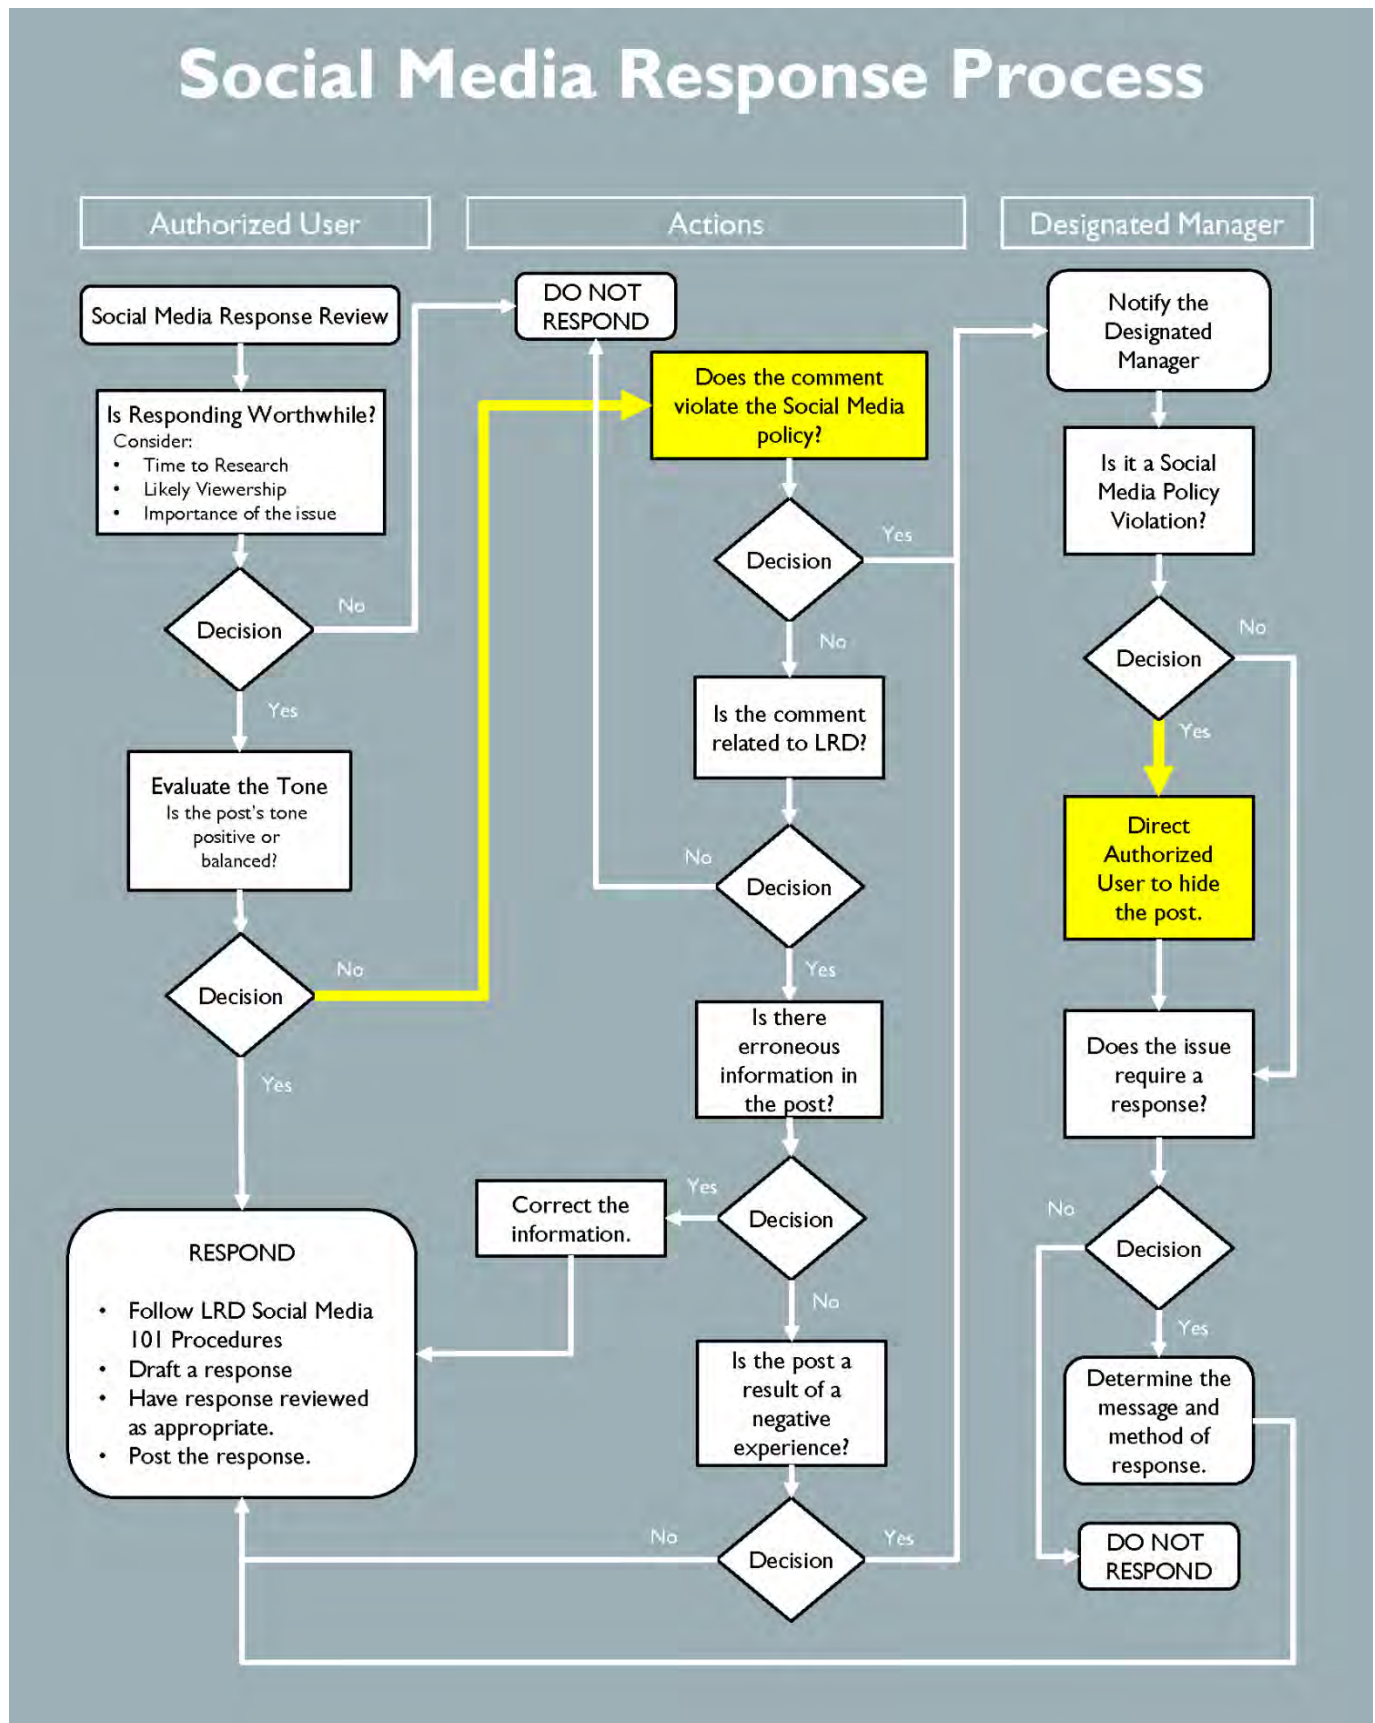 Social Media Response Process
Authorized User
Actions
Designated Manager
Social Media Response Review
Is Responding Worthwhile?
Consider:
• Time to Research
• Likely Viewership
• Importance of the issue
Decision
No
Yes
Evaluate the Tone
Is the post's tone
positive or
balanced?
Decision
No
Yes
RESPOND
• Follow LRD Social Media
101 Procedures
• Draft a response
• Have response reviewed
as appropriate.
• Post the response.
DO NOT
RESPOND
Does the comment
violate the Social Media
policy?
Decision
Yes
No
Is the comment
related to LRD?
Decision
No
Yes
Is there
erroneous
information in
the post?
Decision
Yes
Correct the
information.
No
Is the post a
result of a
negative
experience?
Decision
No
Yes
Notify the
Designated
Manager
Is it a Social
Media Policy
Violation?
Decision
No
Yes
Direct
Authorized
User to hide
the post.
Does the issue
require a
response?
Decision
No
Yes
Determine the
message and
method of
response.
DO NOT
RESPOND